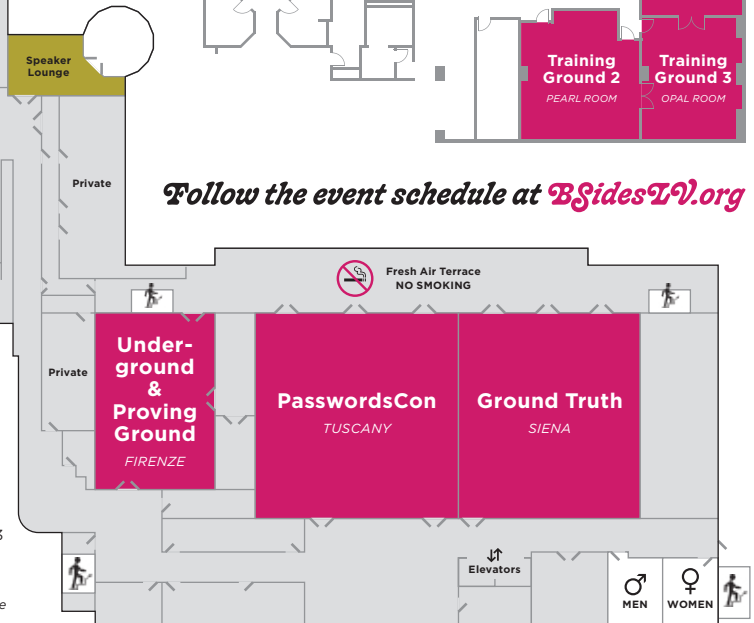 Speaker
Lounge
Training
Ground 2
PEARL ROOM
Training
Ground 3
OPAL ROOM
Private
Follow the event schedule at BSidesLV.org
Fresh Air Terrace
NO SMOKING
Under-
ground
&
Proving
Ground
FIRENZE
Private
PasswordsCon
TUSCANY
Ground Truth
SIENA
Elevators
MEN
WOMEN